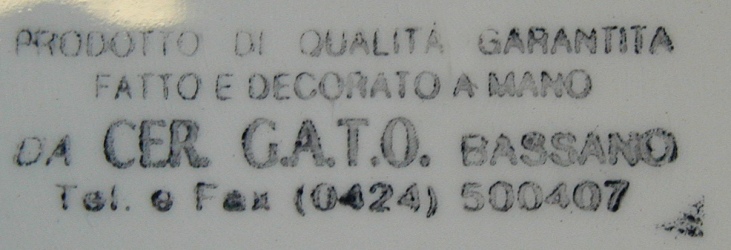 PRODOTTO DI QUALITÀ GARANTITA
FATTO E DECORATO A MANO
DA CER. G.A.T.O. BASSANO
Tel. e Fax (0424) 500407